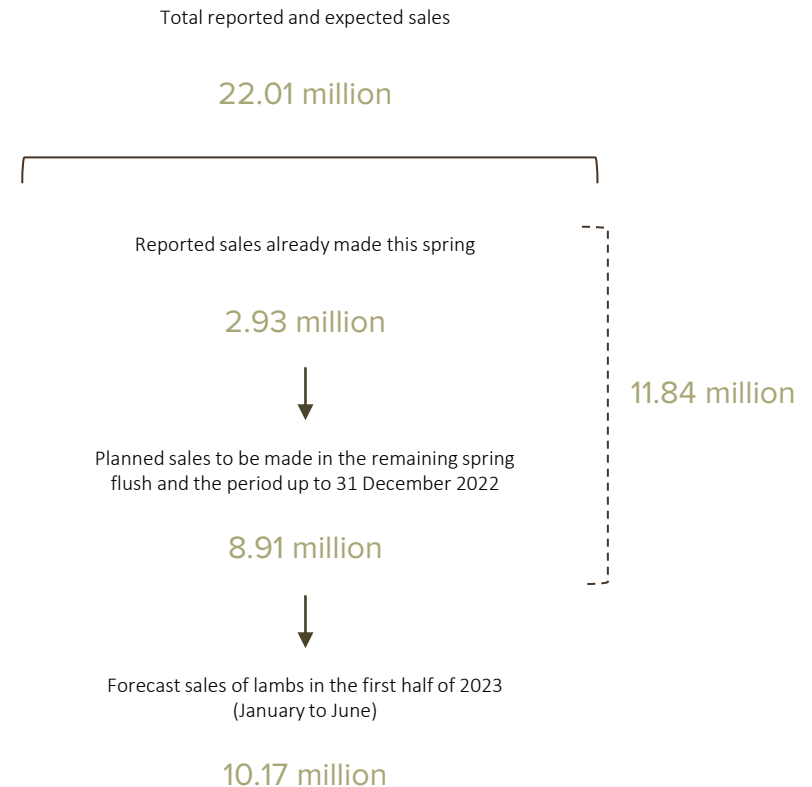 Total reported and expected sales
22.01 million
Reported sales already made this spring
2.93 million
11.84 million
Planned sales to be made in the remaining spring
flush and the period up to 31 December 2022
8.91 million
Forecast sales of lambs in the first half of 2023
(January to June)
10.17 million